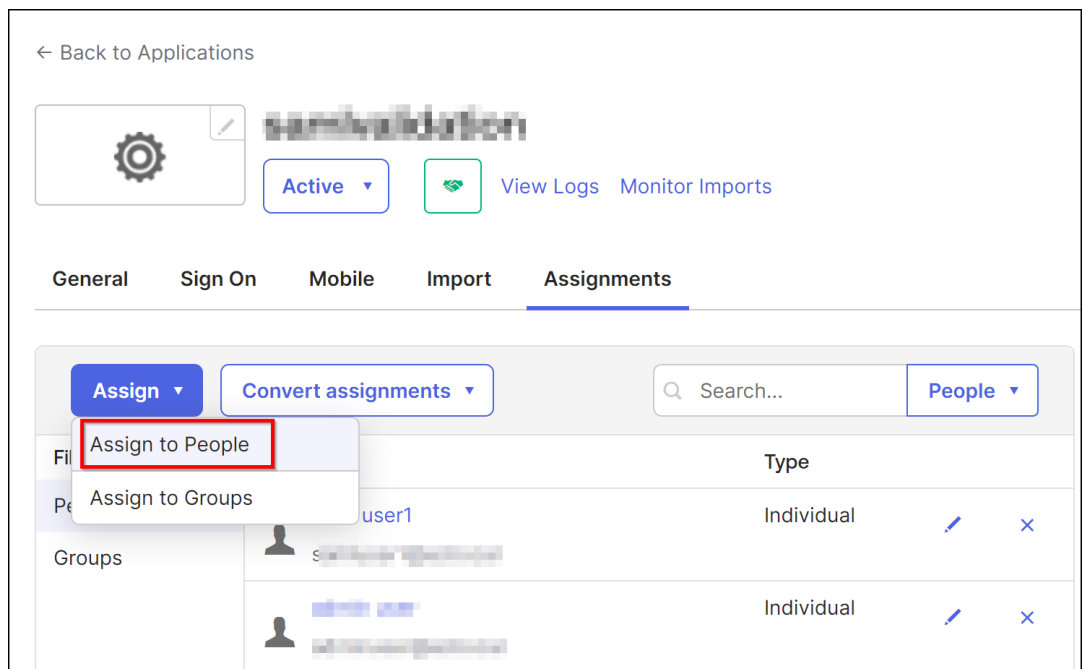 ← Back to Applications
Active ▼
View Logs Monitor Imports
General Sign On Mobile Import Assignments
Assign ▼ Convert assignments ▼ Search... People ▼
Assign to People
Type
Assign to Groups
user1 Individual
Groups
Individual